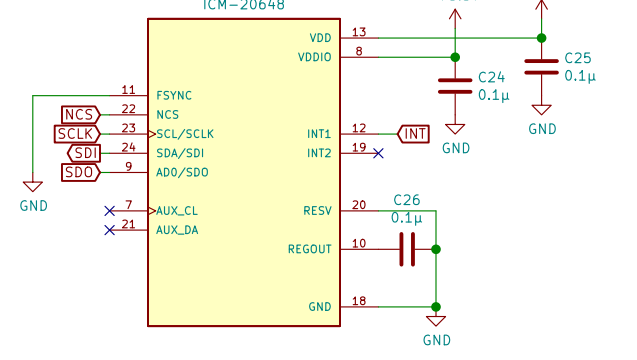 ICM-20648
VDD 13
VDDIO 8
C25
0.1µ
C24
0.1µ
11 FSYNC
NCS 22 NCS
SCLK 23 SCL/SCLK
INT1 12 INT
GND
GND
SDI 24 SDA/SDI
INT2 19
SDO 9 AD0/SDO
GND
7 AUX_CL
RESV 20
C26
0.1µ
21 AUX_DA
REGOUT 10
GND 18
GND